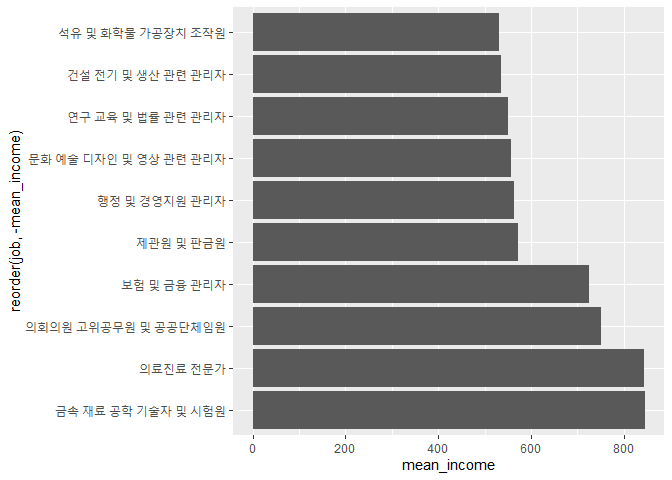 석유 및 화학물 가공장치 조작원
건설 전기 및 생산 관련 관리자
연구 교육 및 법률 관련 관리자
문화 예술 디자인 및 영상 관련 관리자
행정 및 경영지원 관리자
제관원 및 판금원
보험 및 금융 관리자
의회의원 고위공무원 및 공공단체임원
의료진료 전문가
금속 재료 공학 기술자 및 시험원
reorder(job, -mean_income)
0 200 400 600 800
mean_income